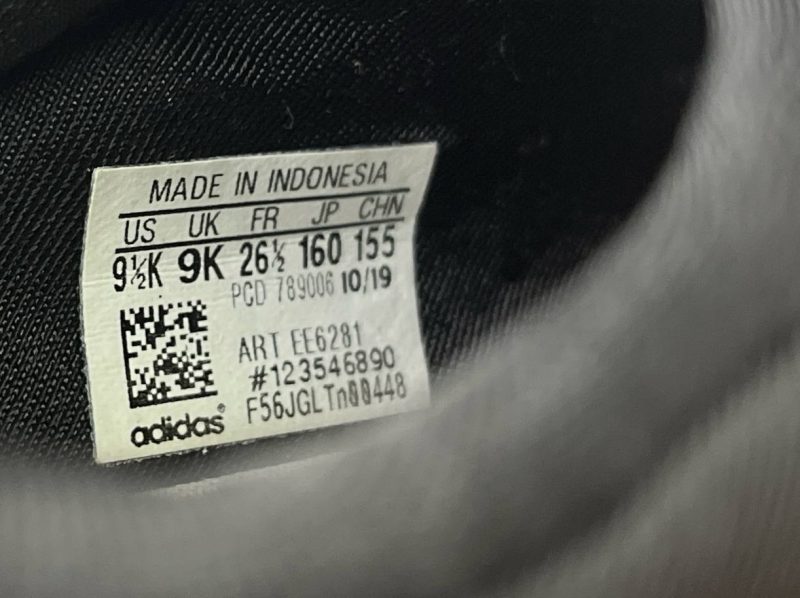 MADE IN INDONESIA
US UK FR JP CHN
9½K 9K 26½ 160 155
PCD 789006 10/19
ART EE6281
#123546890
F56JGLTn00448
adidas®